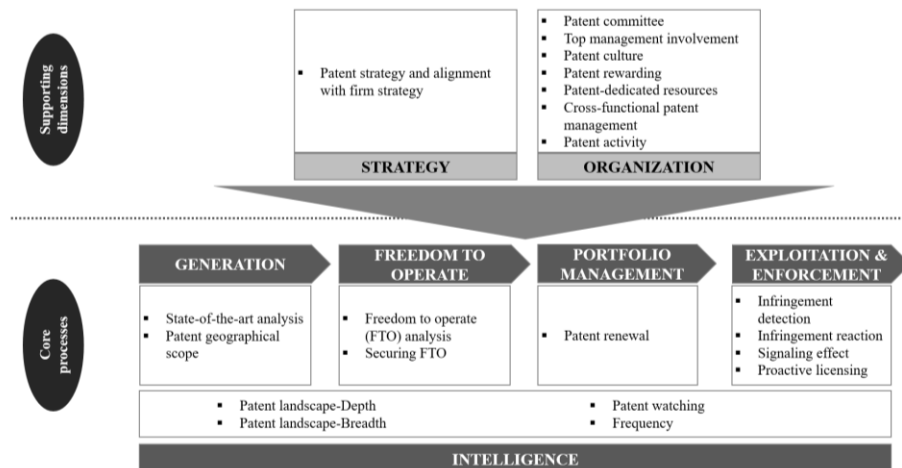 Supporting
dimensions
▪ Patent strategy and alignment
with firm strategy
STRATEGY
▪ Patent committee
▪ Top management involvement
▪ Patent culture
▪ Patent rewarding
▪ Patent-dedicated resources
▪ Cross-functional patent
management
▪ Patent activity
ORGANIZATION
Core
processes
GENERATION
▪ State-of-the-art analysis
▪ Patent geographical
scope
FREEDOM TO
OPERATE
▪ Freedom to operate
(FTO) analysis
▪ Securing FTO
PORTFOLIO
MANAGEMENT
▪ Patent renewal
EXPLOITATION &
ENFORCEMENT
▪ Infringement
detection
▪ Infringement reaction
▪ Signaling effect
▪ Proactive licensing
▪ Patent landscape-Depth
▪ Patent landscape-Breadth
▪ Patent watching
▪ Frequency
INTELLIGENCE